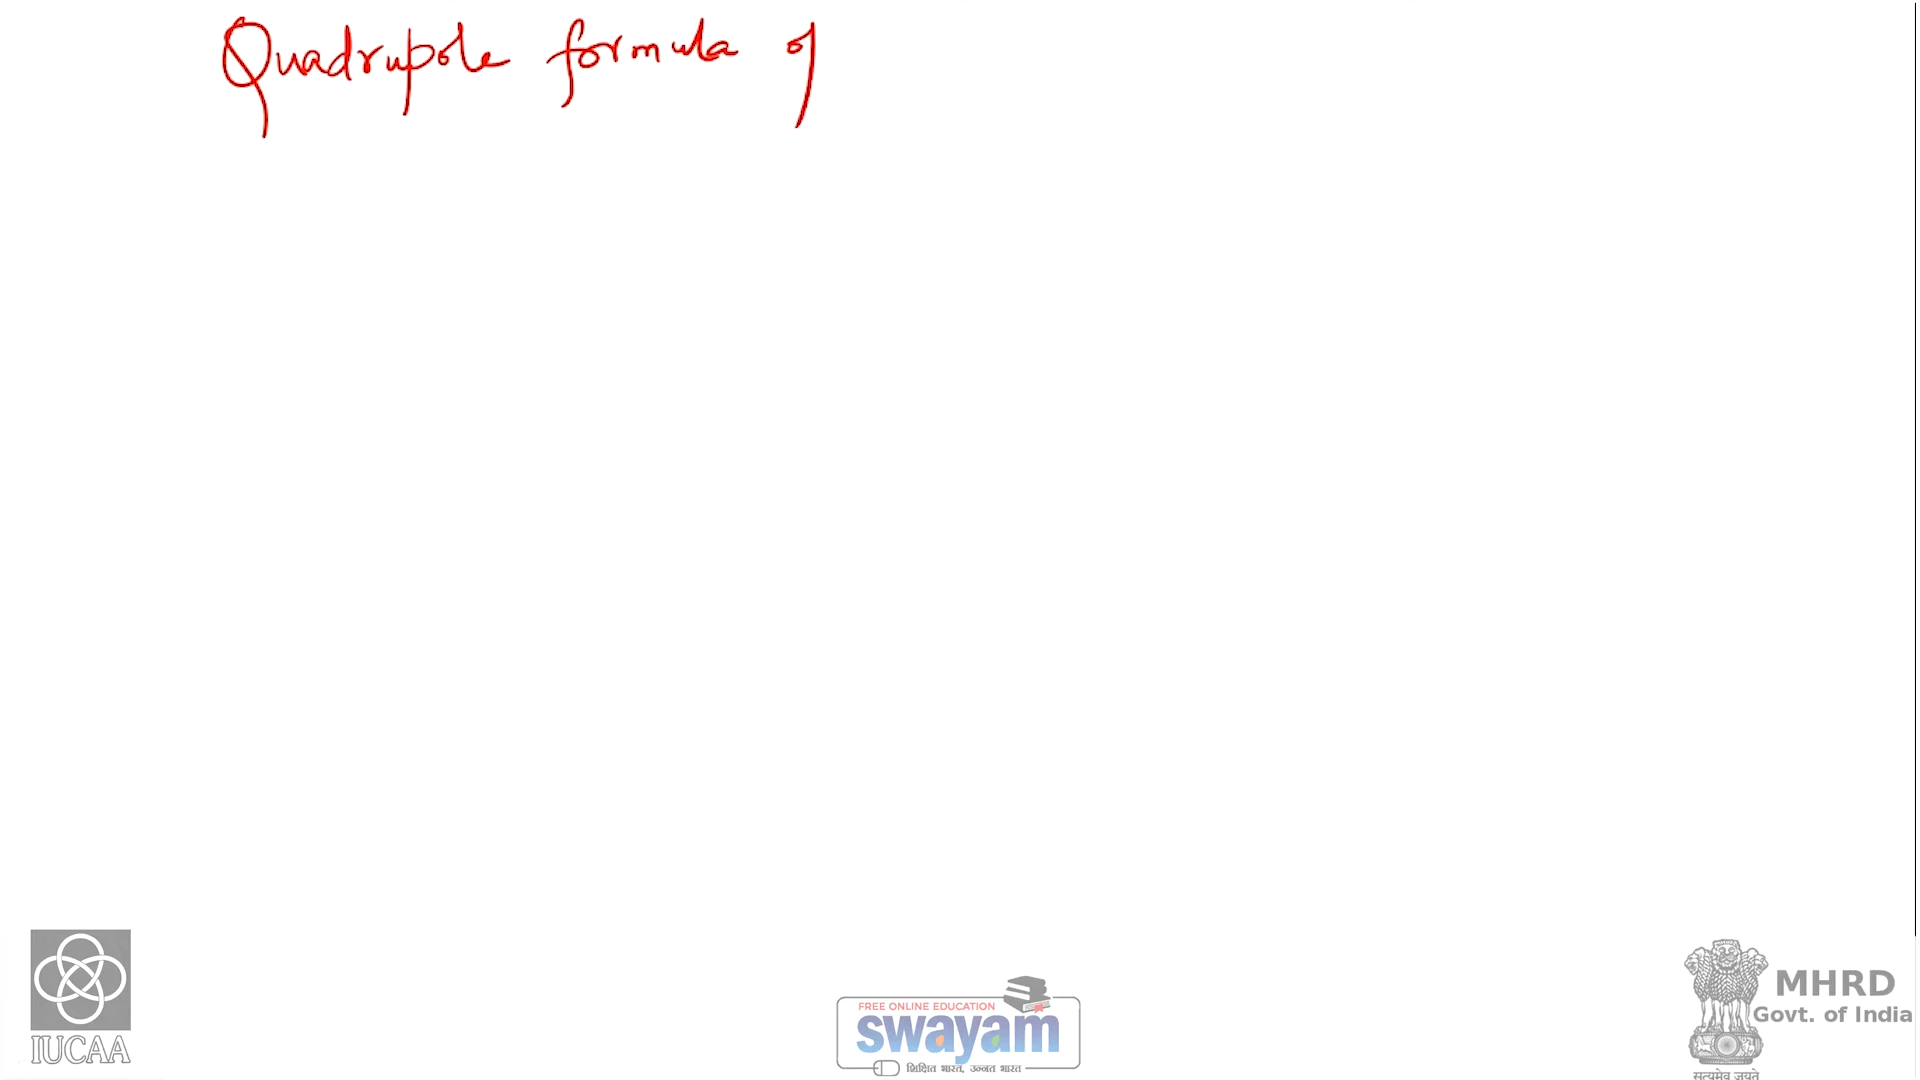 Quadrupole formula of
IUCAA
FREE ONLINE EDUCATION
swayam
शिक्षित भारत, उन्नत भारत
MHRD
Govt. of India
सत्यमेव जयते